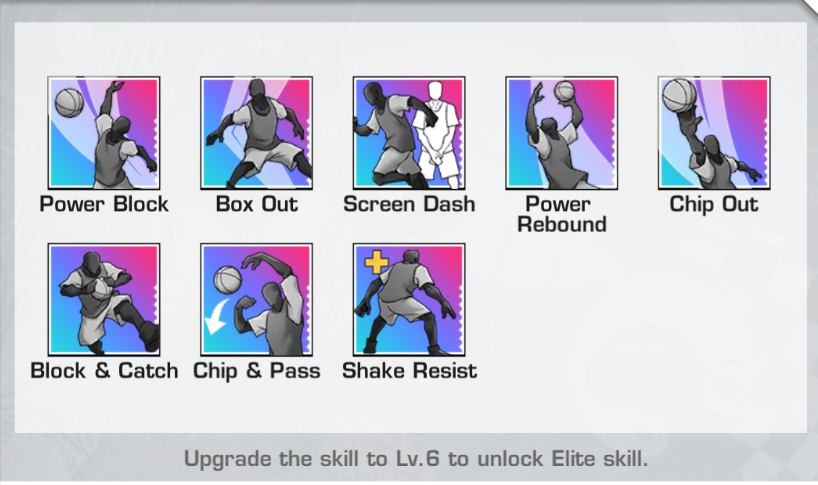 Power Block
Box Out
Screen Dash
Power
Rebound
Chip Out
Block & Catch
Chip & Pass
Shake Resist
Upgrade the skill to Lv.6 to unlock Elite skill.